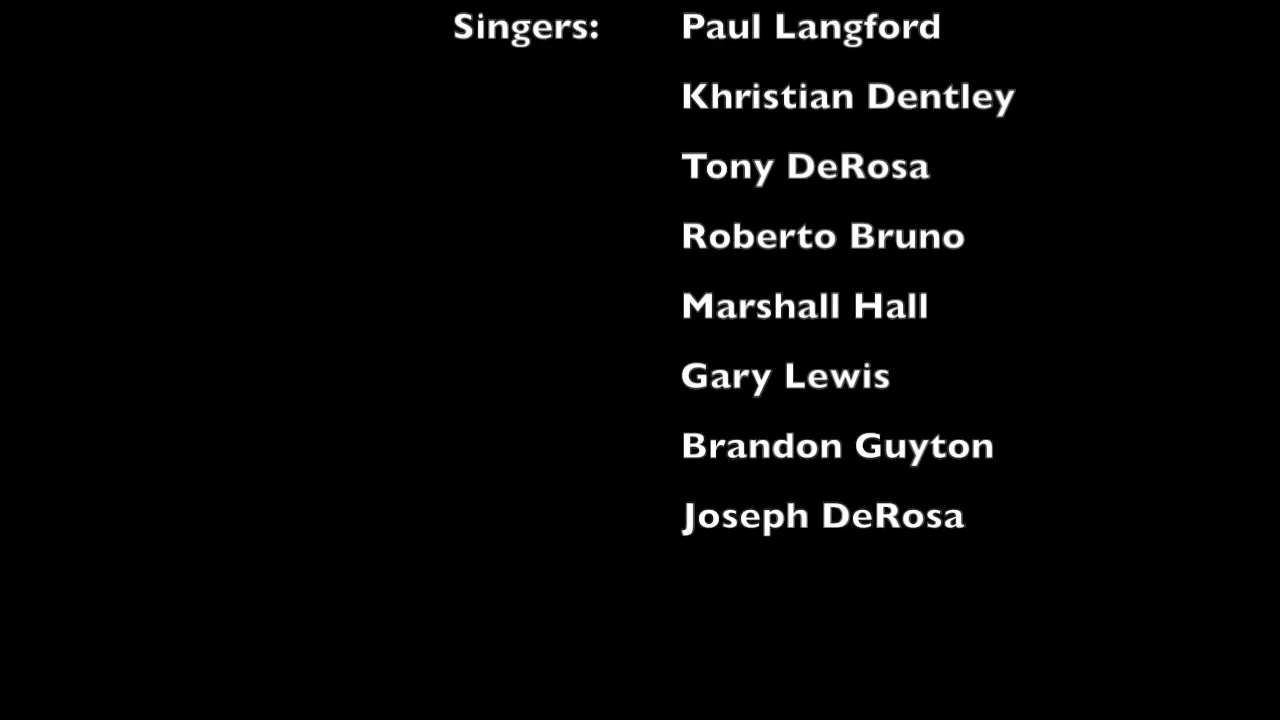 Singers: Paul Langford
Khristian Dentley
Tony DeRosa
Roberto Bruno
Marshall Hall
Gary Lewis
Brandon Guyton
Joseph DeRosa